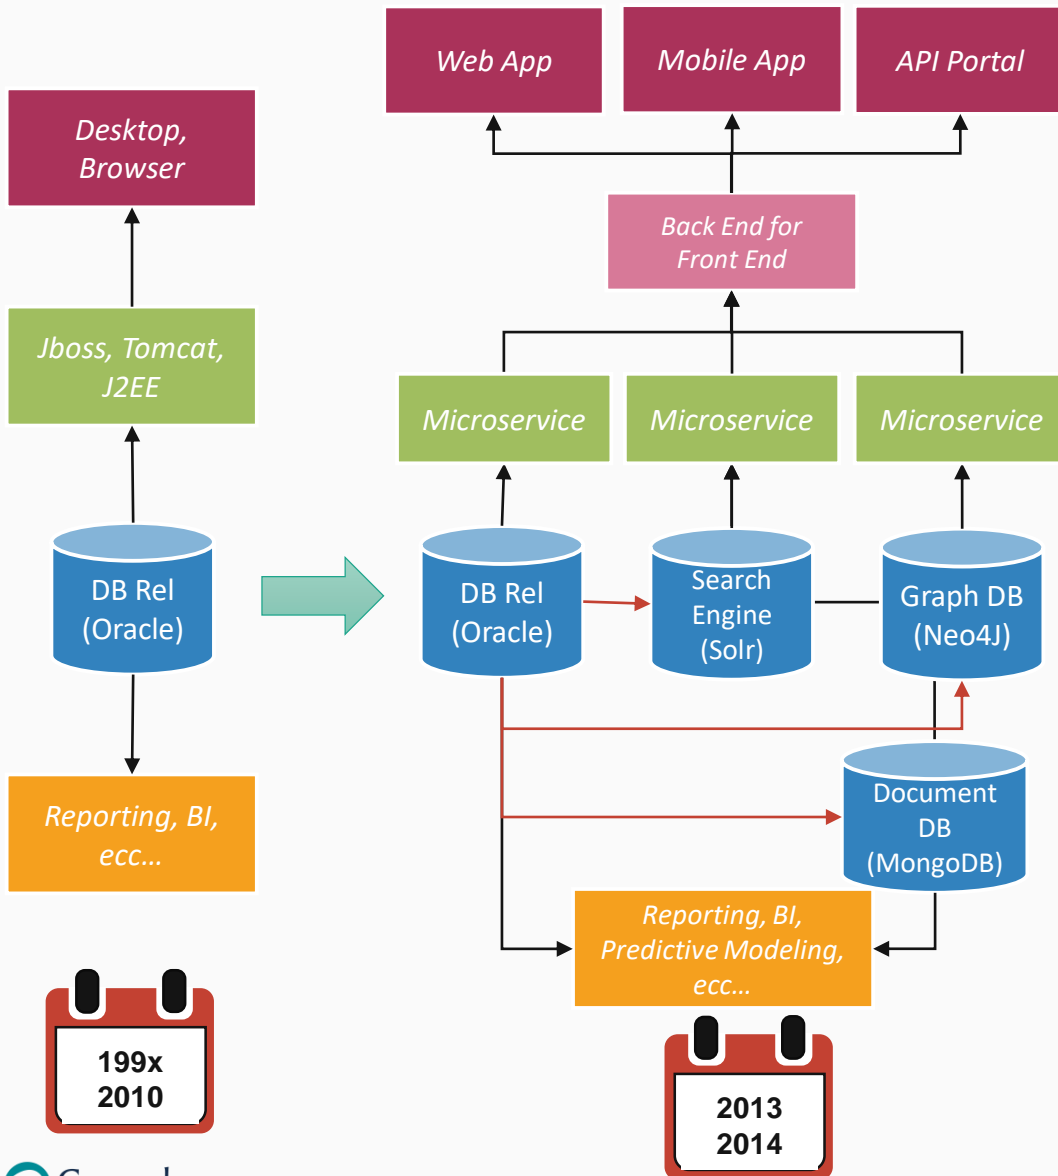 Desktop,
Browser
Jboss, Tomcat,
J2EE
DB Rel
(Oracle)
Reporting, BI,
ecc…
199x
2010
Web App
Mobile App
API Portal
Back End for
Front End
Microservice
Microservice
Microservice
DB Rel
(Oracle)
Search
Engine
(Solr)
Graph DB
(Neo4J)
Document
DB
(MongoDB)
Reporting, BI,
Predictive Modeling,
ecc…
2013
2014